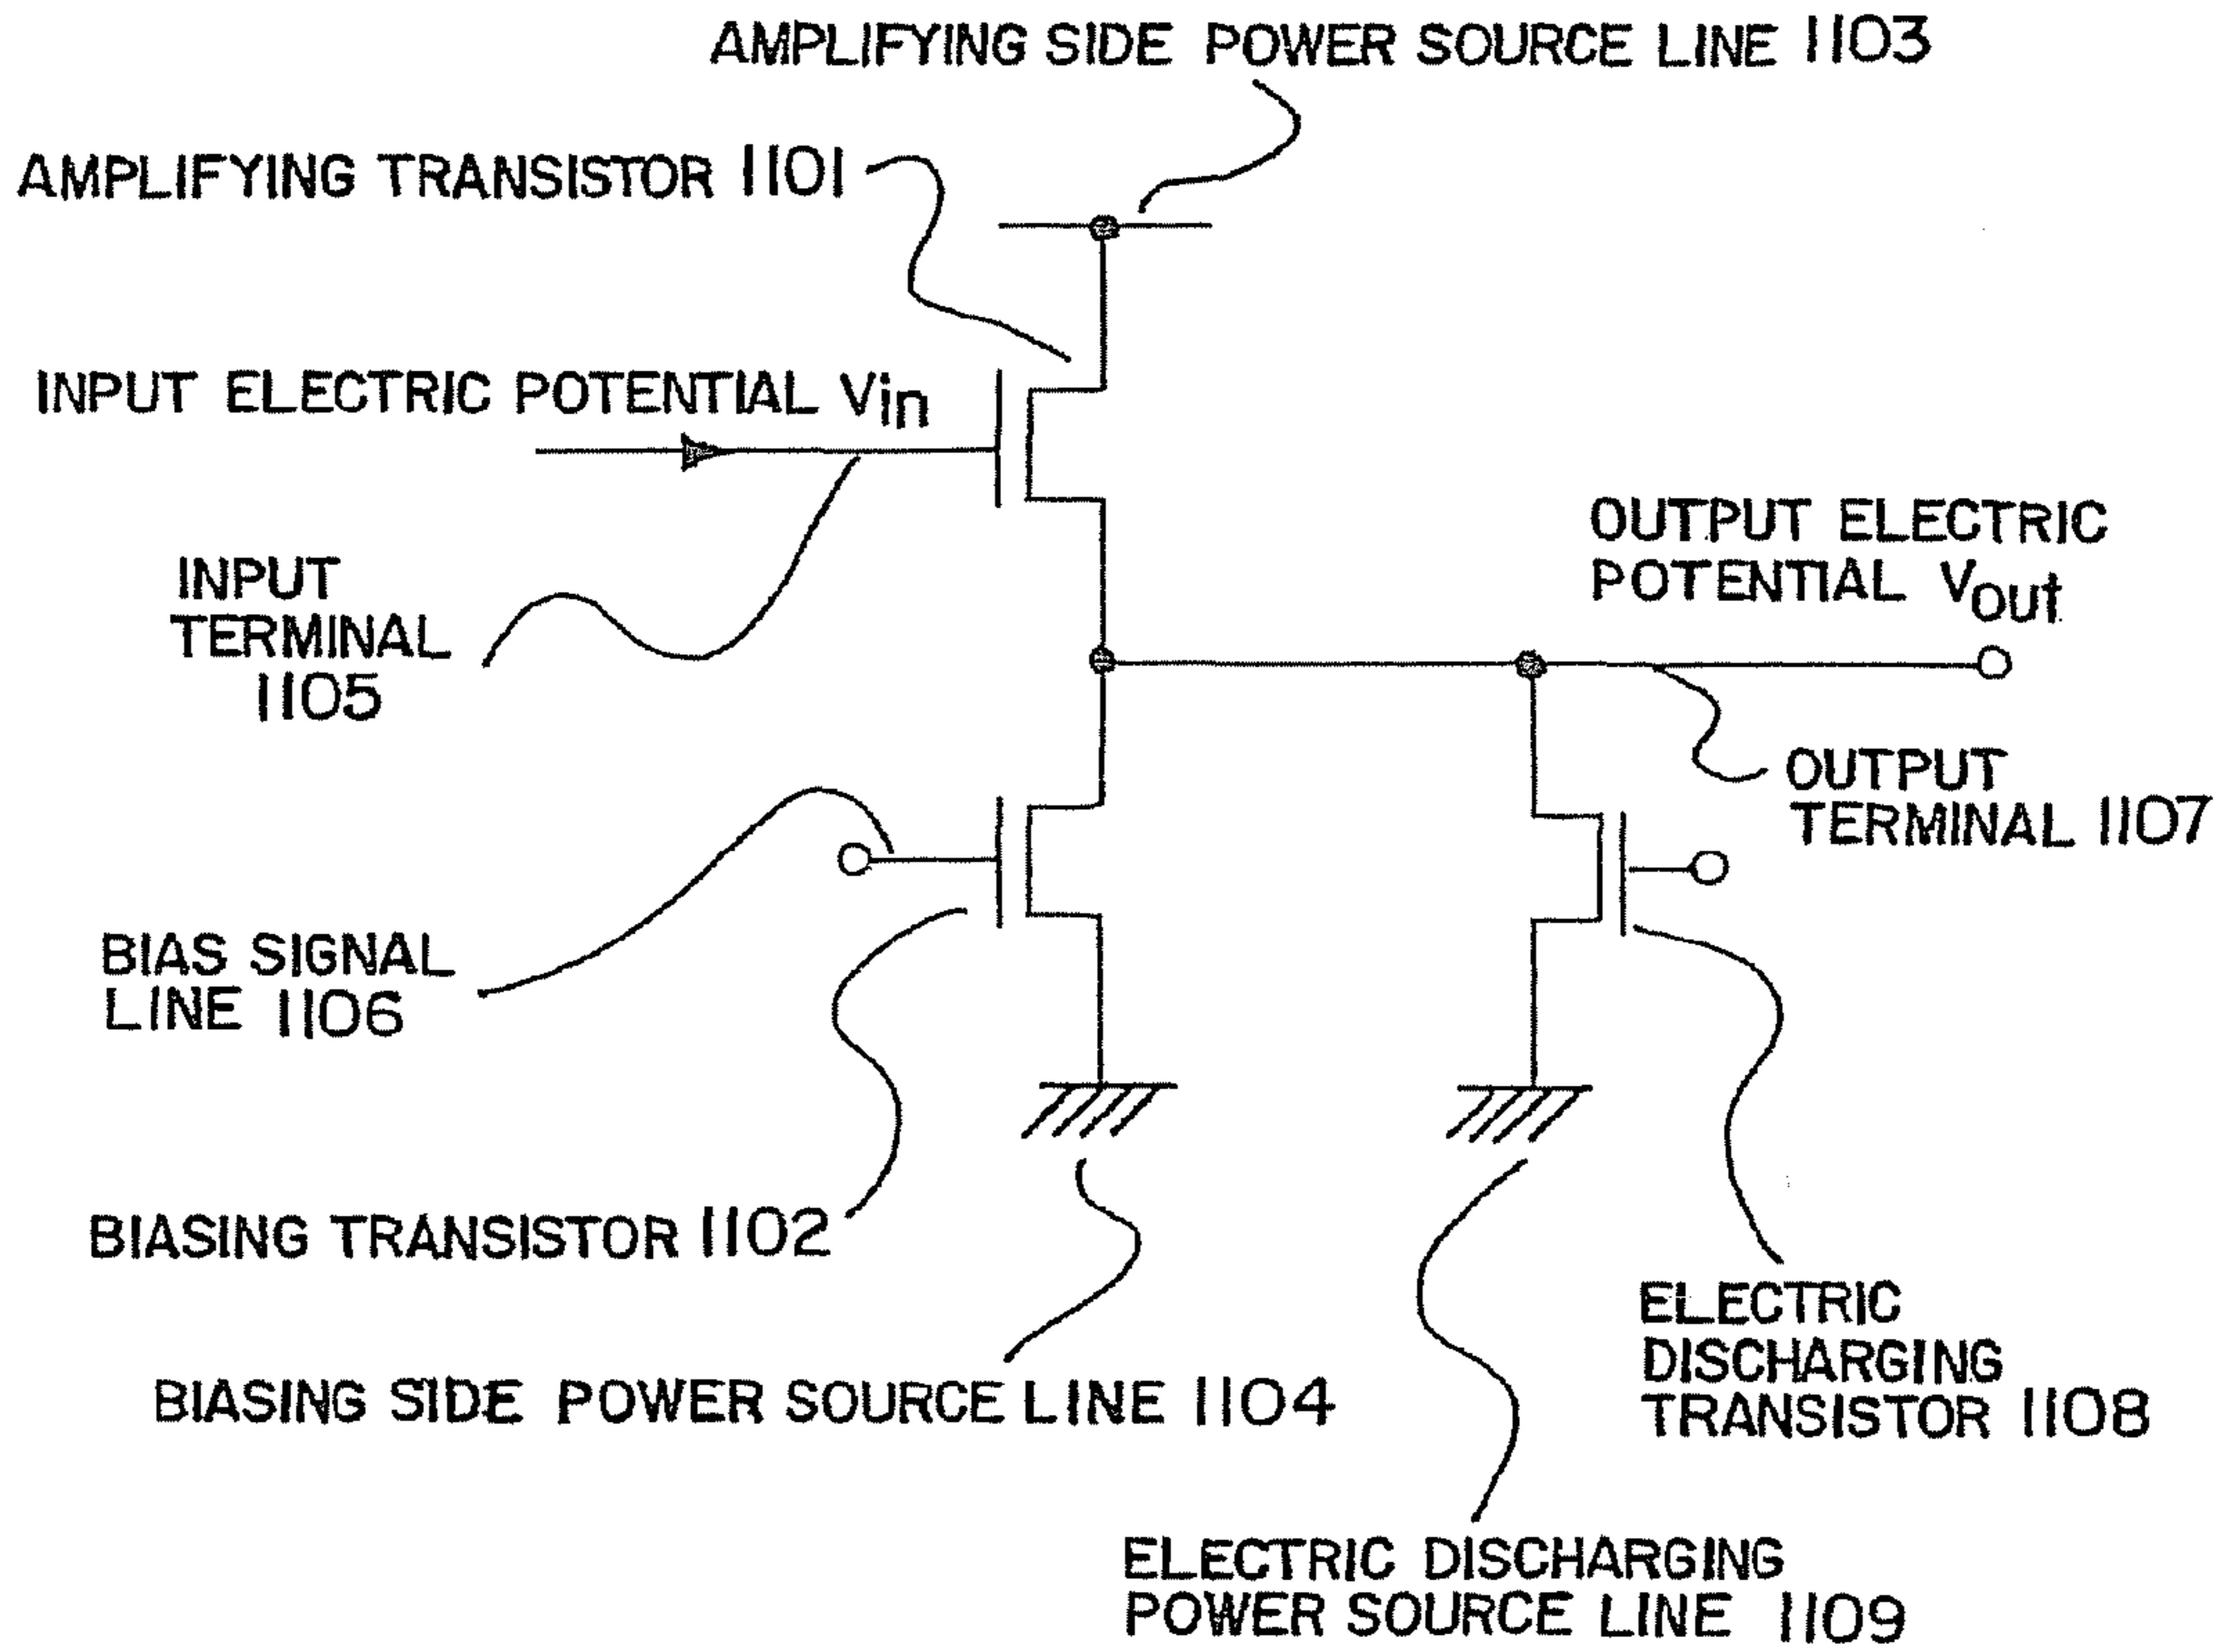 AMPLIFYING SIDE POWER SOURCE LINE 1103
AMPLIFYING TRANSISTOR 1101
INPUT ELECTRIC POTENTIAL Vin
INPUT
TERMINAL
1105
OUTPUT ELECTRIC
POTENTIAL Vout
OUTPUT
TERMINAL 1107
BIAS SIGNAL
LINE 1106
BIASING TRANSISTOR 1102
BIASING SIDE POWER SOURCE LINE 1104
ELECTRIC
DISCHARGING
TRANSISTOR 1108
ELECTRIC DISCHARGING
POWER SOURCE LINE 1109